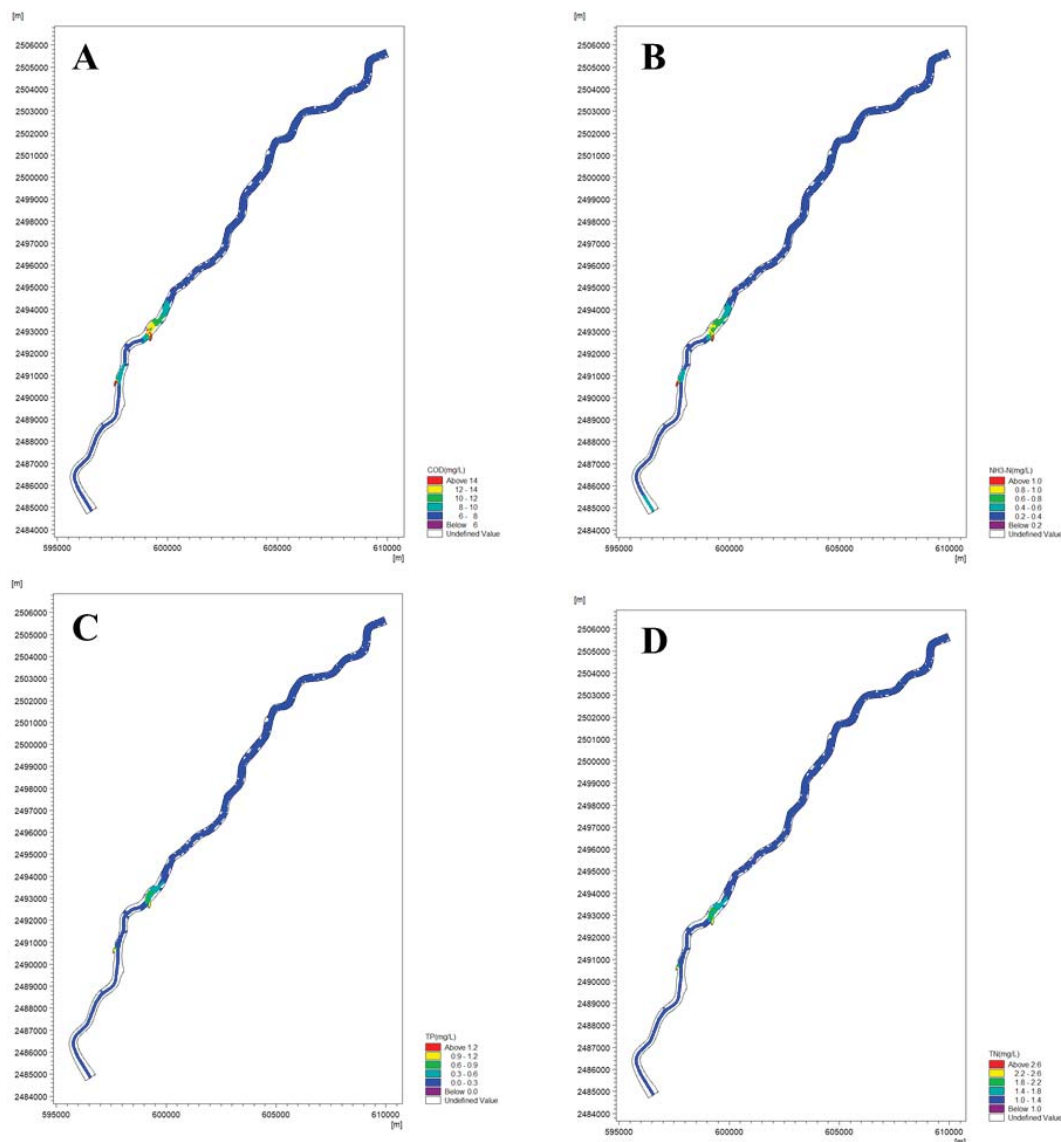 [m]
A
2506000
2505000
2504000
2503000
2502000
2501000
2500000
2499000
2498000
2497000
2496000
2495000
2494000
2493000
2492000
2491000
2490000
2489000
2488000
2487000
2486000
2485000
2484000
595000 600000 605000 610000
[m]
COD(mg/L)
Above 14
12 - 14
10 - 12
8 - 10
6 - 8
Below 6
Undefined Value
[m]
B
2506000
2505000
2504000
2503000
2502000
2501000
2500000
2499000
2498000
2497000
2496000
2495000
2494000
2493000
2492000
2491000
2490000
2489000
2488000
2487000
2486000
2485000
2484000
595000 600000 605000 610000
[m]
NH3-N(mg/L)
Above 1.0
0.8 - 1.0
0.6 - 0.8
0.4 - 0.6
0.2 - 0.4
Below 0.2
Undefined Value
[m]
C
2506000
2505000
2504000
2503000
2502000
2501000
2500000
2499000
2498000
2497000
2496000
2495000
2494000
2493000
2492000
2491000
2490000
2489000
2488000
2487000
2486000
2485000
2484000
595000 600000 605000 610000
[m]
TP(mg/L)
Above 1.2
0.9 - 1.2
0.6 - 0.9
0.3 - 0.6
0.0 - 0.3
Below 0.0
Undefined Value
[m]
D
2506000
2505000
2504000
2503000
2502000
2501000
2500000
2499000
2498000
2497000
2496000
2495000
2494000
2493000
2492000
2491000
2490000
2489000
2488000
2487000
2486000
2485000
2484000
595000 600000 605000 610000
[m]
TN(mg/L)
Above 2.6
2.2 - 2.6
1.8 - 2.2
1.4 - 1.8
1.0 - 1.4
Below 1.0
Undefined Value